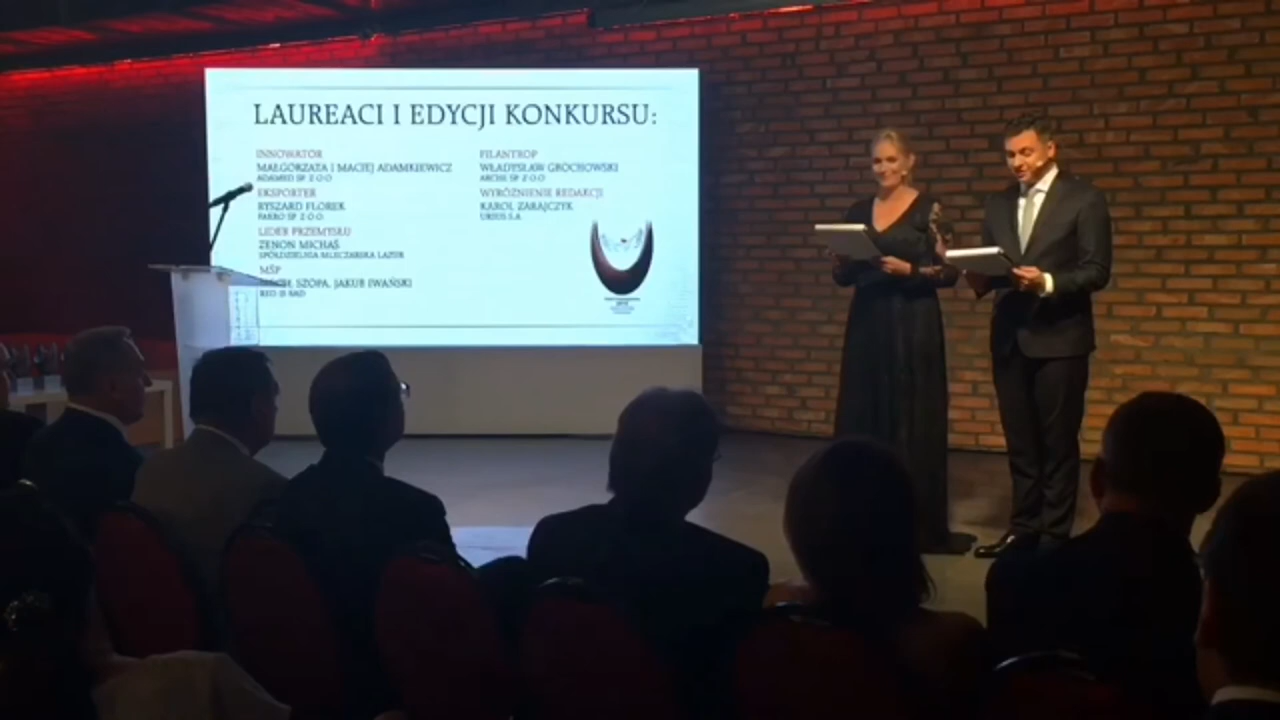 LAUREACI I EDYCJI KONKURSU:
INNOWATOR
MAŁGORZATA I MACIEJ ADAMKIEWICZ
ADAMED SP. Z O.O
EKSPORTER
RYSZARD FLOREK
FAKRO SP. Z O.O.
LIDER PRZEMYSŁU
ZENON MICHAŚ
SPÓŁDZIELNIA MLECZARSKA LAZUR
MŚP
SZOPA, JAKUB IWAŃSKI
FILANTROP
WŁADYSŁAW GROCHOWSKI
ARCHE SP. Z O.O
WYRÓŻNIENIE REDAKCJI
KAROL ZARAJCZYK
URSUS S.A